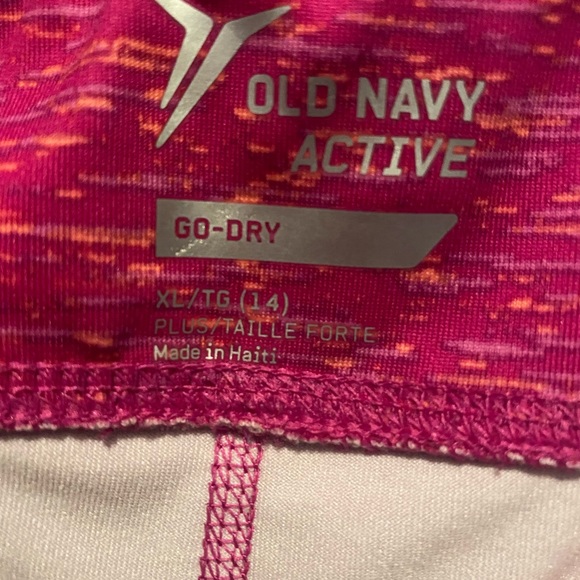 OLD NAVY
ACTIVE
GO-DRY
XL/TG (14)
PLUS/TAILLE FORTE
Made in Haiti